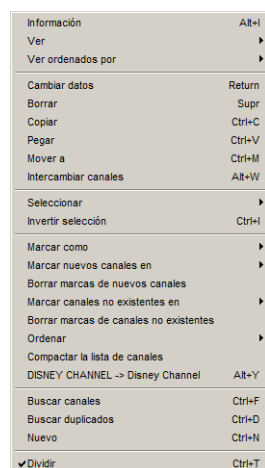 Información Alt+I
Ver
Ver ordenados por
Cambiar datos Return
Borrar Supr
Copiar Ctrl+C
Pegar Ctrl+V
Mover a Ctrl+M
Intercambiar canales Alt+W
Seleccionar
Invertir selección Ctrl+I
Marcar como
Marcar nuevos canales en
Borrar marcas de nuevos canales
Marcar canales no existentes en
Borrar marcas de canales no existentes
Ordenar
Compactar la lista de canales
DISNEY CHANNEL -> Disney Channel Alt+Y
Buscar canales Ctrl+F
Buscar duplicados Ctrl+D
Nuevo Ctrl+N
Dividir Ctrl+T